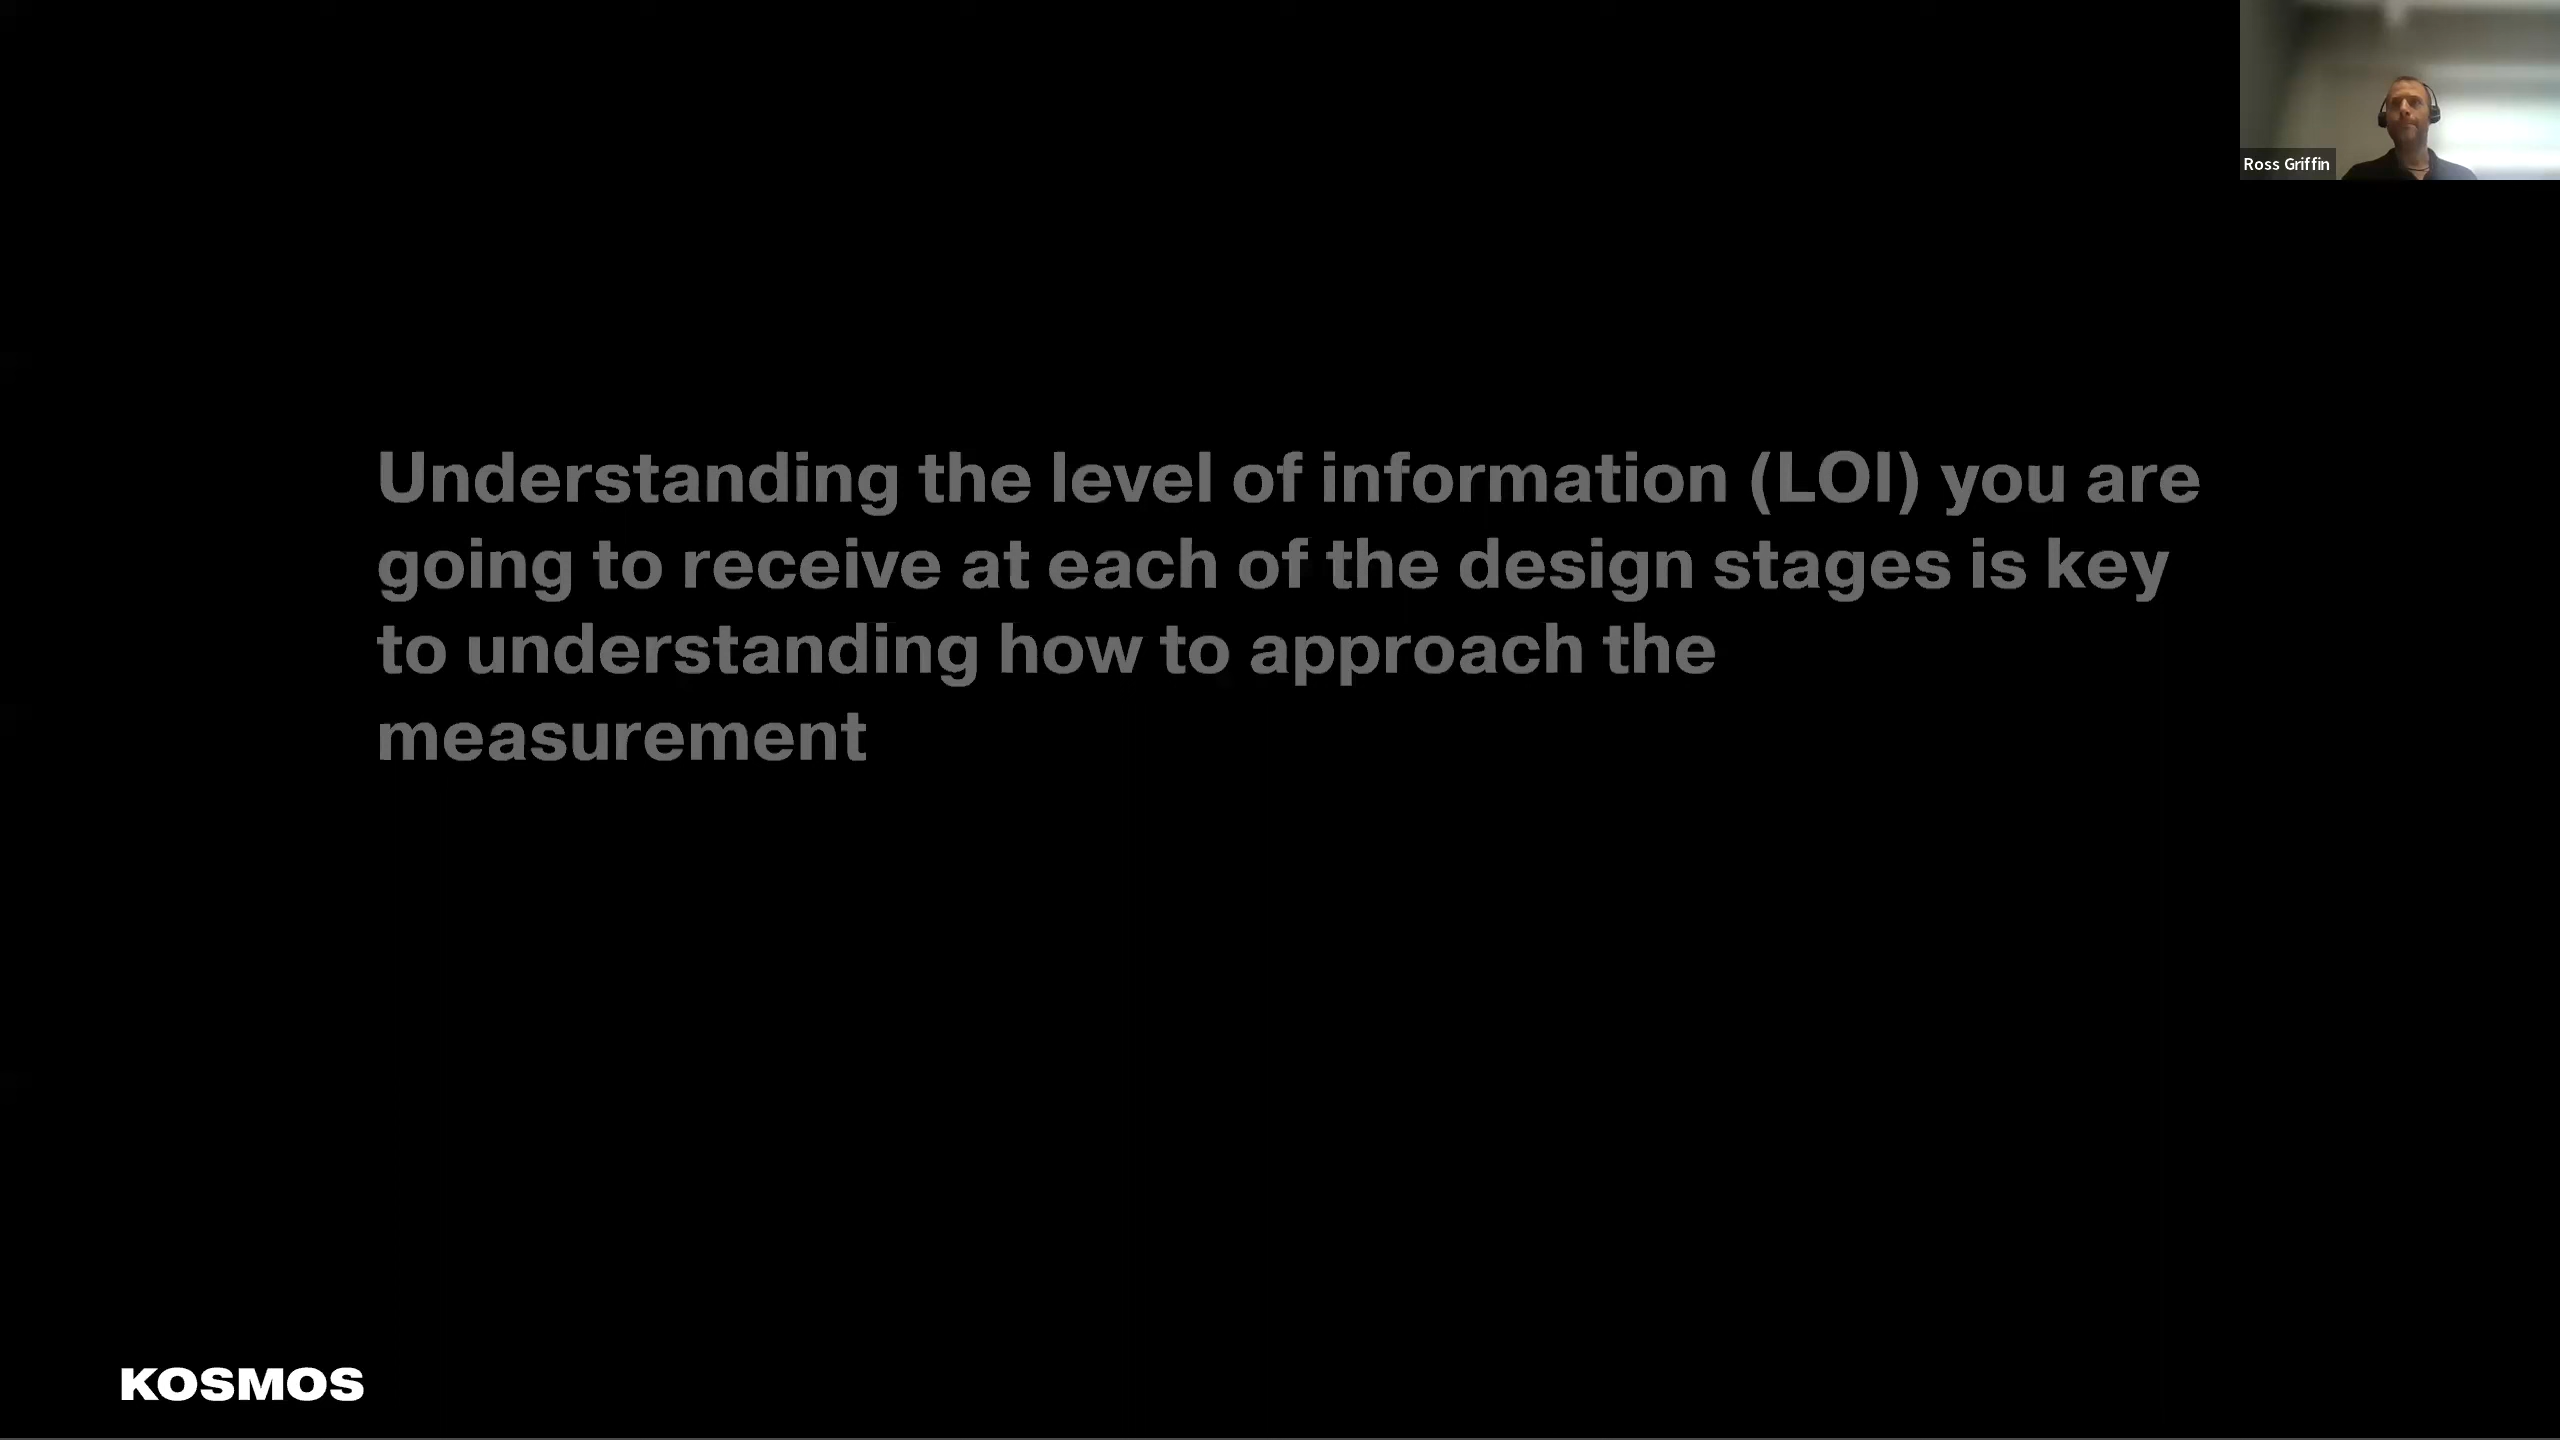 Ross Griffin
Understanding the level of information (LOI) you are
going to receive at each of the design stages is key
to understanding how to approach the
measurement
KOSMOS